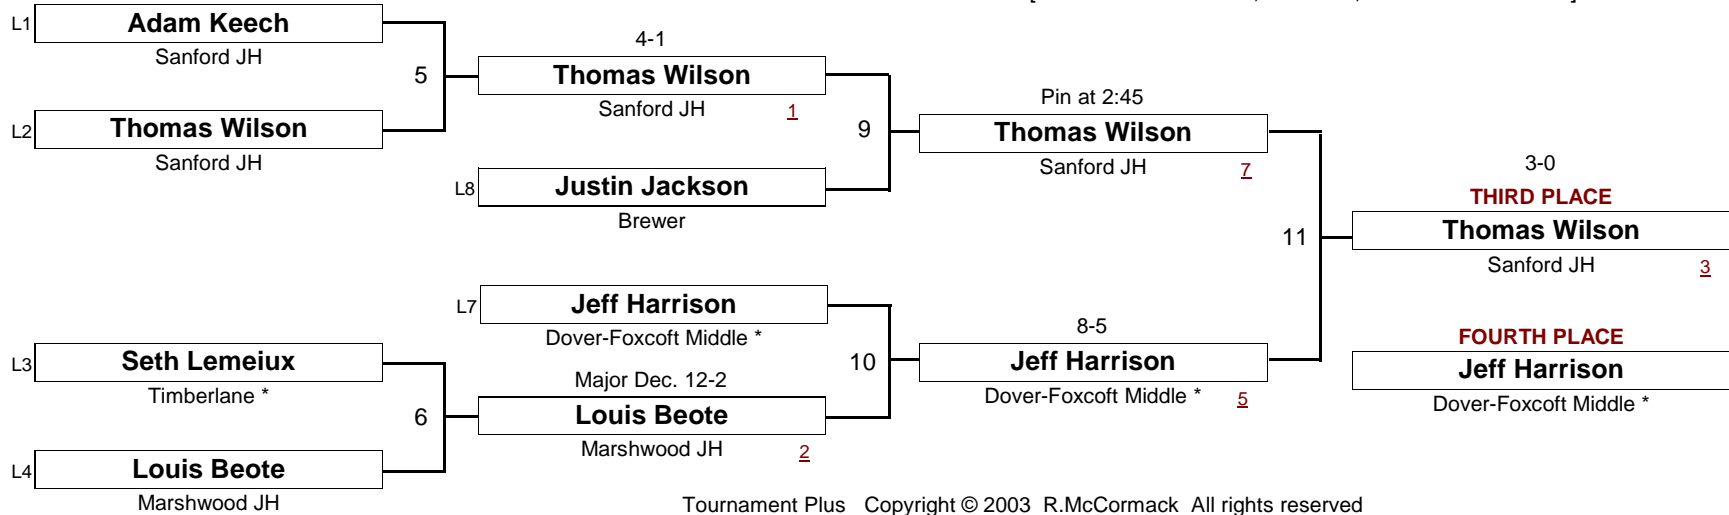 L1
Adam Keech
Sanford JH
5
L2
Thomas Wilson
Sanford JH
4-1
Thomas Wilson
Sanford JH
1
9
L8
Justin Jackson
Brewer
Pin at 2:45
Thomas Wilson
Sanford JH
7
11
3-0
THIRD PLACE
Thomas Wilson
Sanford JH
3
L7
Jeff Harrison
Dover-Foxcoft Middle *
10
L3
Seth Lemeiux
Timberlane *
6
L4
Louis Beote
Marshwood JH
Major Dec. 12-2
Louis Beote
Marshwood JH
2
8-5
Jeff Harrison
Dover-Foxcoft Middle *
5
FOURTH PLACE
Jeff Harrison
Dover-Foxcoft Middle *
Tournament Plus Copyright © 2003 R.McCormack All rights reserved